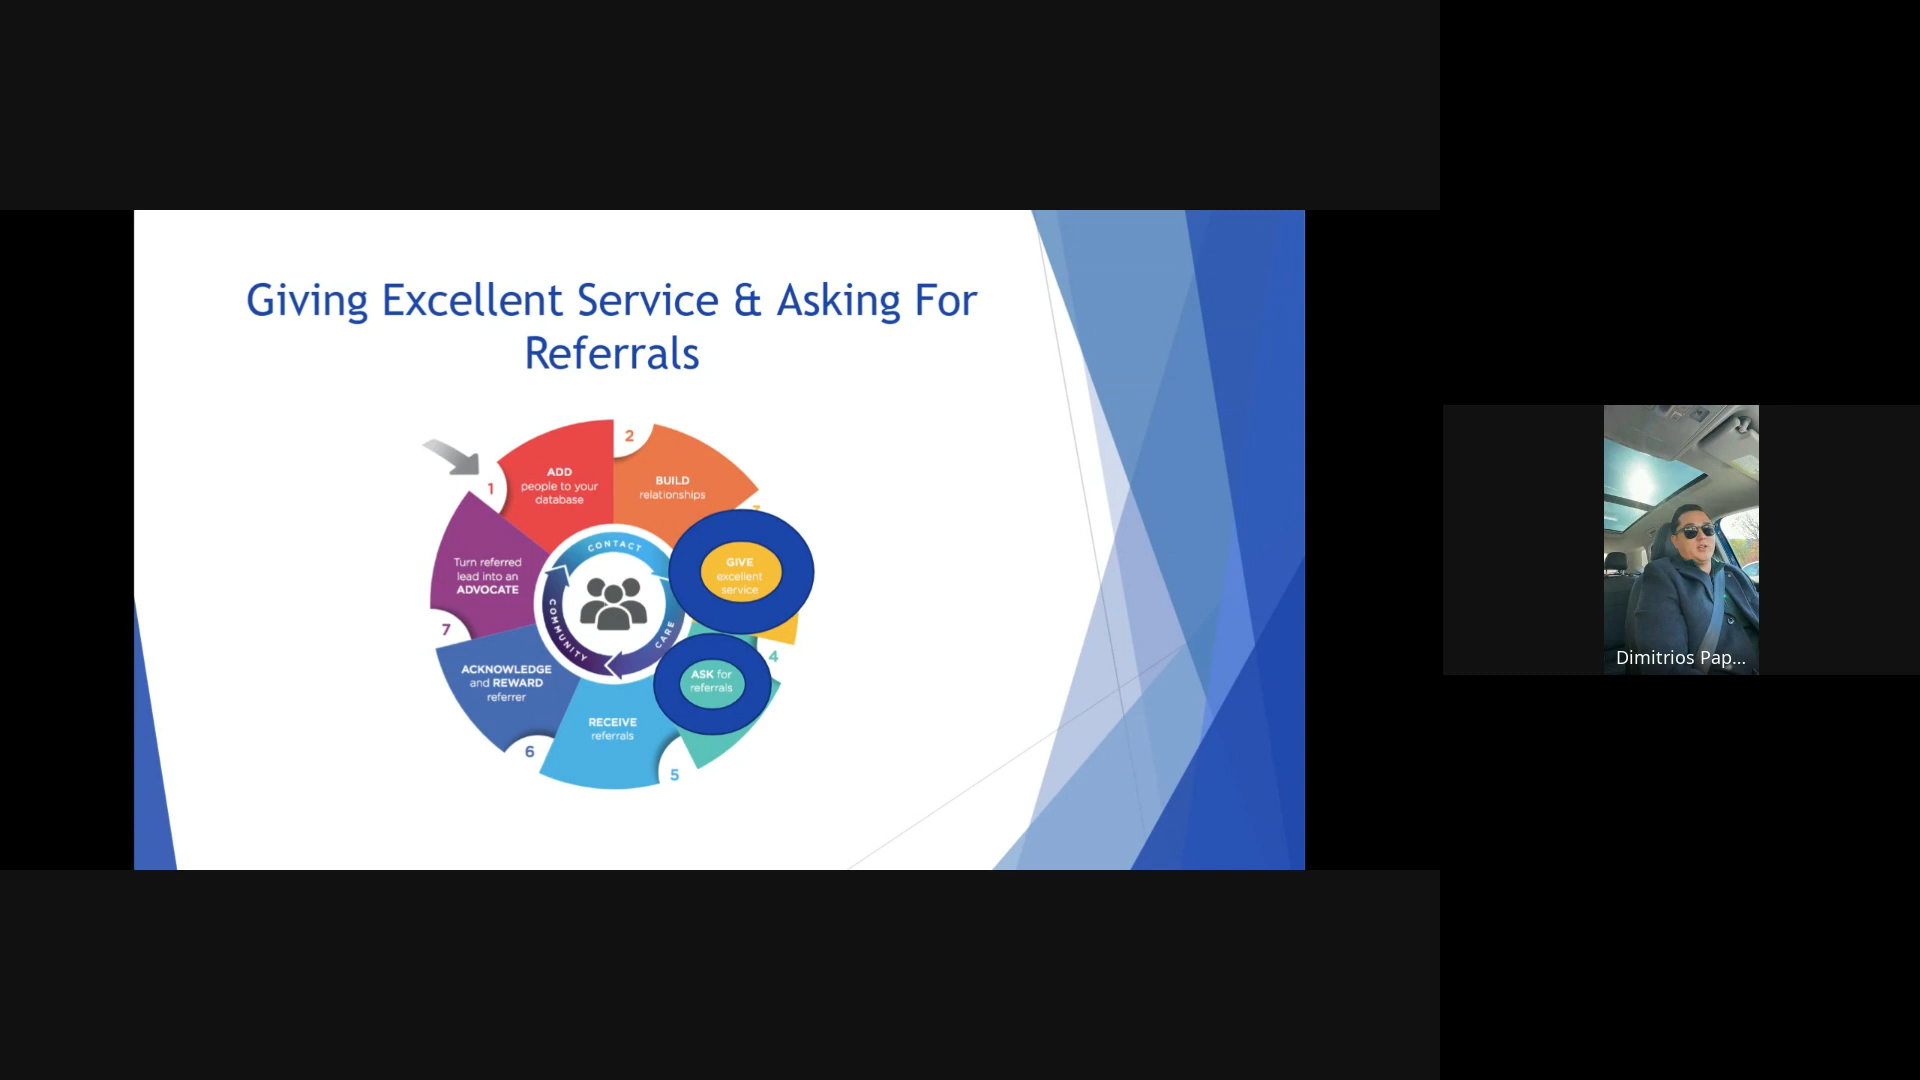 Giving Excellent Service & Asking For
Referrals
1
ADD
people to your
database
2
BUILD
relationships
3
GIVE
excellent
service
4
ASK for
referrals
5
RECEIVE
referrals
6
ACKNOWLEDGE
and REWARD
referrer
7
Turn referred
lead into an
ADVOCATE
CONTACT
CARE
COMMUNITY
Dimitrios Pap...